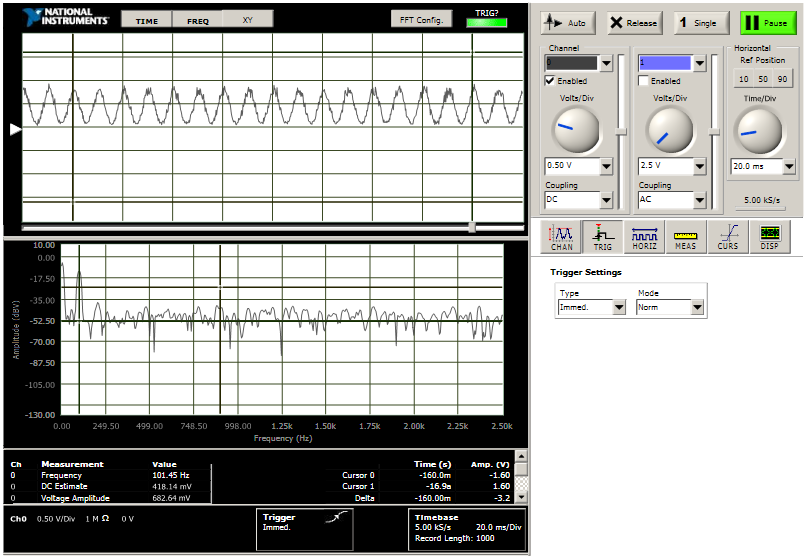 NATIONAL
INSTRUMENTS™
TIME
FREQ
XY
FFT Config.
TRIG?
Auto
Release
1 Single
Pause
Channel
0
Enabled
Volts/Div
0.50 V
Coupling
DC
1
Enabled
Volts/Div
2.5 V
Coupling
AC
Horizontal
Ref Position
10 50 90
Time/Div
20.0 ms
5.00 kS/s
CHAN
TRIG
HORIZ
MEAS
CURS
DISP
Trigger Settings
Type
Immed.
Mode
Norm
10.00
0.00
-17.50
-35.00
-52.50
-70.00
-87.50
-105.00
-130.00
Amplitude (dBV)
0.00 249.50 499.00 748.50 998.00 1.25k 1.50k 1.75k 2.00k 2.25k 2.50k
Frequency (Hz)
Ch Measurement Value
0 Frequency 101.45 Hz
0 DC Estimate 418.14 mV
0 Voltage Amplitude 682.64 mV
Time (s) Amp. (V)
Cursor 0 -160.0m -1.60
Cursor 1 -16.9s 1.60
Delta -160.00m -3.2
Ch0 0.50 V/Div 1 M Ω 0 V
Trigger
Immed.
Timebase
5.00 kS/s 20.0 ms/Div
Record Length: 1000